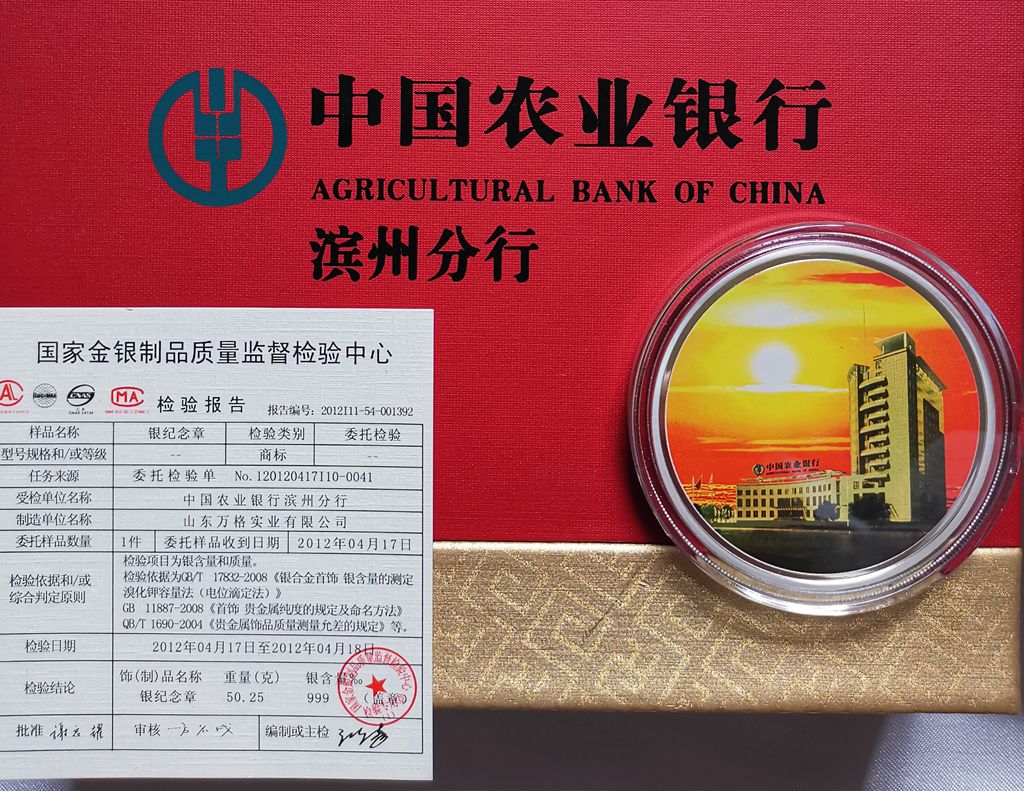 中国农业银行
AGRICULTURAL BANK OF CHINA
滨州分行
中国农业银行
国家金银制品质量监督检验中心
MA
检验报告 报告编号：2012I11-54-001392
样品名称 银纪念章 检验类别 委托检验
型号规格和/或等级 -- 商标 --
任务来源 委托检验单 No.120120417I10-0041
受检单位名称 中国农业银行滨州分行
制造单位名称 山东万格实业有限公司
委托样品数量 1件 委托样品收到日期 2012年04月17日
检验依据和/或
综合判定原则
检验项目为银含量和质量。
检验依据为GB/T 17832-2008《银合金首饰 银含量的测定
溴化钾容量法（电位滴定法）》
GB 11887-2008《首饰 贵金属纯度的规定及命名方法》
QB/T 1690-2004《贵金属饰品质量测量允差的规定》等。
检验日期 2012年04月17日至2012年04月18日
检验结论
饰(制)品名称 重量(克) 银含量‰
银纪念章 50.25 999 （盖章）
批准 审核 编制或主检